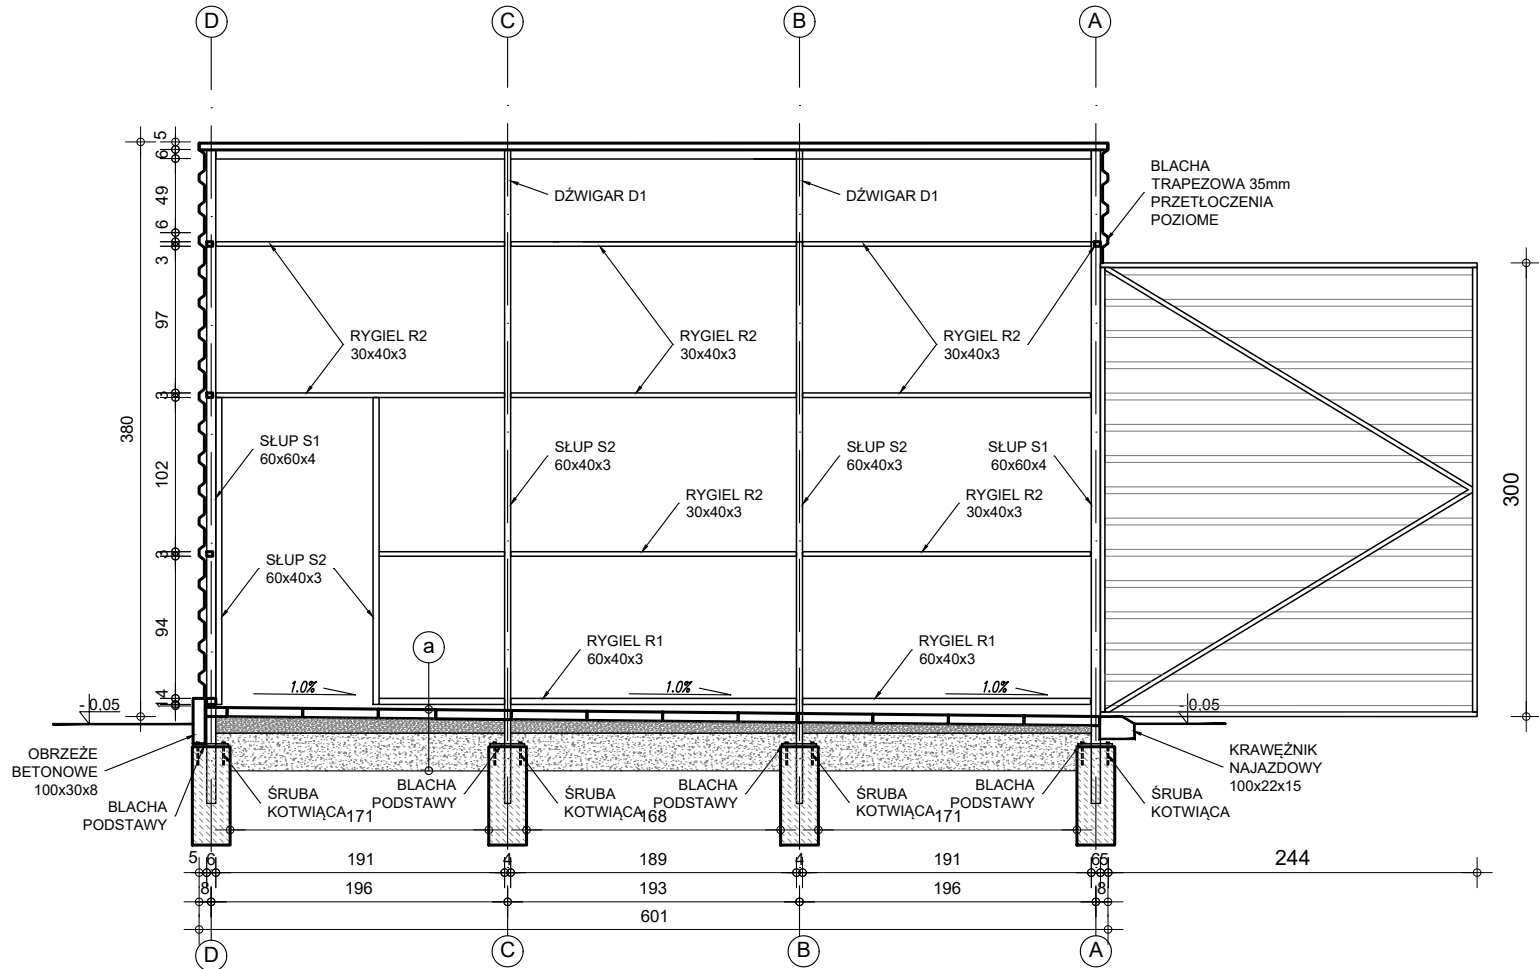 D
C
B
A
5
6
49
6
3
97
3
102
3
94
4
1
380
DŹWIGAR D1
DŹWIGAR D1
BLACHA
TRAPEZOWA 35mm
PRZETŁOCZENIA
POZIOME
RYGIEL R2
30x40x3
RYGIEL R2
30x40x3
RYGIEL R2
30x40x3
SŁUP S1
60x60x4
SŁUP S2
60x40x3
SŁUP S2
60x40x3
SŁUP S1
60x60x4
RYGIEL R2
30x40x3
RYGIEL R2
30x40x3
SŁUP S2
60x40x3
300
a
RYGIEL R1
60x40x3
RYGIEL R1
60x40x3
1.0%
1.0%
1.0%
- 0,05
- 0,05
OBRZEŻE
BETONOWE
100x30x8
BLACHA
PODSTAWY
ŚRUBA
KOTWIĄCA
BLACHA
PODSTAWY
ŚRUBA
KOTWIĄCA
BLACHA
PODSTAWY
ŚRUBA
KOTWIĄCA
BLACHA
PODSTAWY
ŚRUBA
KOTWIĄCA
KRAWĘŻNIK
NAJAZDOWY
100x22x15
171
168
171
5 6 191 4 189 4 191 6 5 244
8 196 193 196 8
601
D
C
B
A